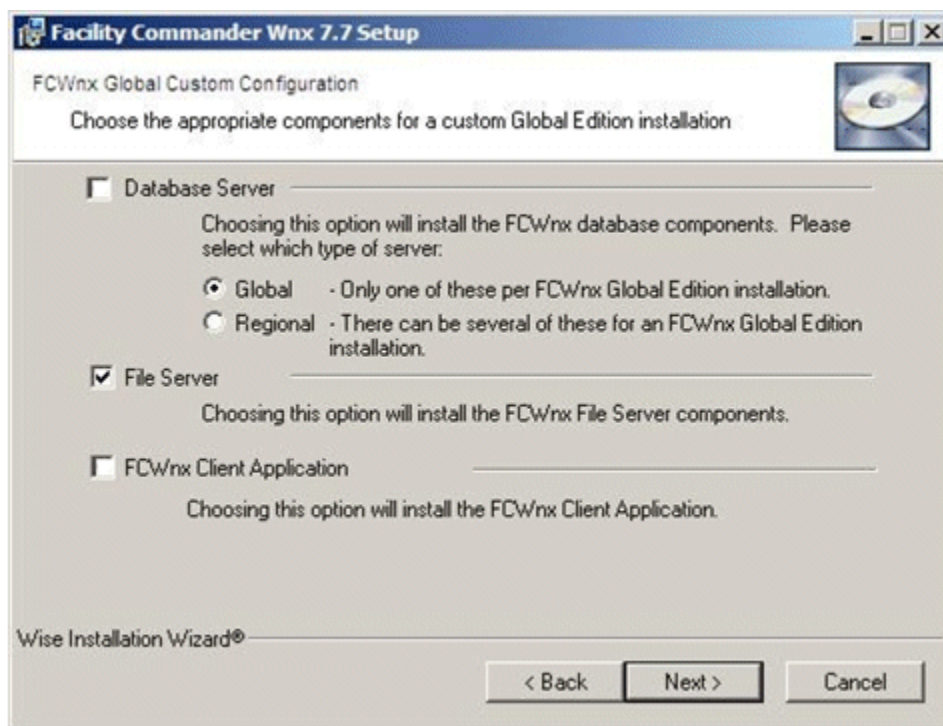 Facility Commander Wnx 7.7 Setup
FCWnx Global Custom Configuration
Choose the appropriate components for a custom Global Edition installation
Database Server
Choosing this option will install the FCWnx database components. Please
select which type of server:
Global - Only one of these per FCWnx Global Edition installation.
Regional - There can be several of these for an FCWnx Global Edition
installation.
File Server
Choosing this option will install the FCWnx File Server components.
FCWnx Client Application
Choosing this option will install the FCWnx Client Application.
Wise Installation Wizard®
< Back Next > Cancel